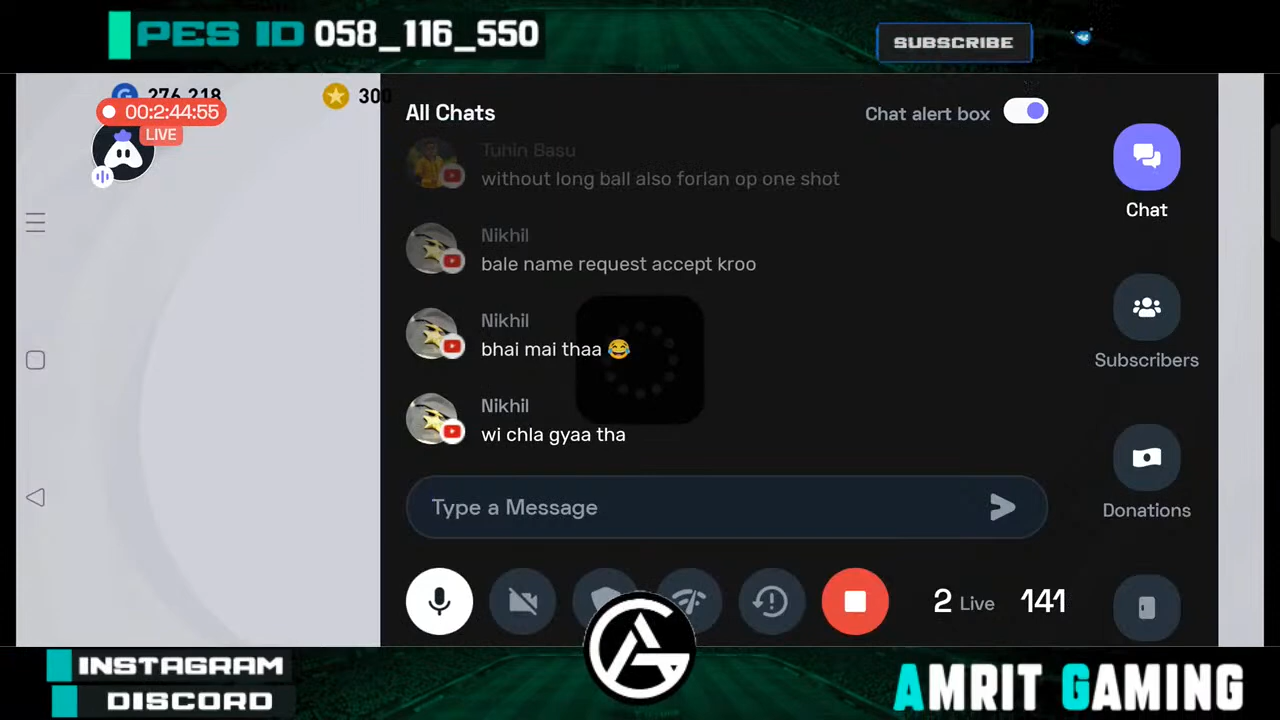 PES ID 058_116_550
SUBSCRIBE
276,218
300
00:2:44:55
LIVE
All Chats
Chat alert box
Tuhin Basu
without long ball also forlan op one shot
Nikhil
bale name request accept kroo
Nikhil
bhai mai thaa 😂
Nikhil
wi chla gyaa tha
Type a Message
Chat
Subscribers
Donations
2 Live 141
INSTAGRAM
DISCORD
AMRIT GAMING